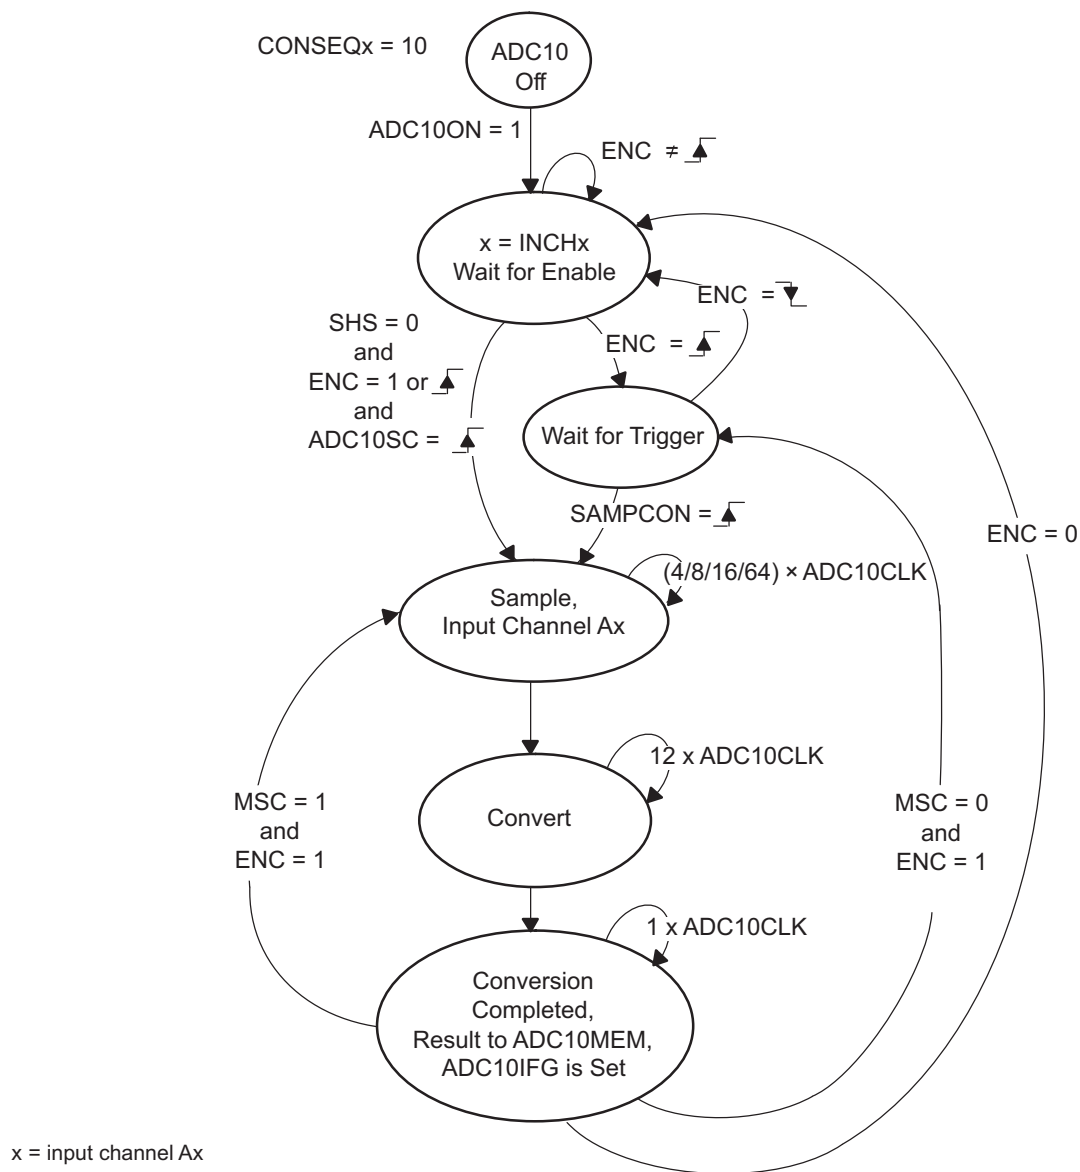 CONSEQx = 10
ADC10
Off
ADC10ON = 1
ENC ≠
x = INCHx
Wait for Enable
ENC =
SHS = 0
and
ENC = 1 or
and
ADC10SC =
ENC =
Wait for Trigger
SAMPCON =
ENC = 0
(4/8/16/64) × ADC10CLK
Sample,
Input Channel Ax
12 x ADC10CLK
Convert
MSC = 1
and
ENC = 1
MSC = 0
and
ENC = 1
1 x ADC10CLK
Conversion
Completed,
Result to ADC10MEM,
ADC10IFG is Set
x = input channel Ax